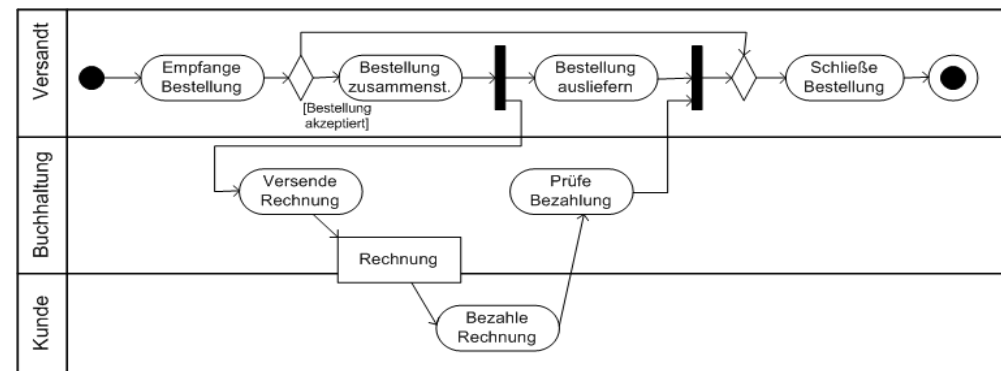 Versandt
Empfange
Bestellung
[Bestellung
akzeptiert]
Bestellung
zusammenst.
Bestellung
ausliefern
Schließe
Bestellung
Buchhaltung
Versende
Rechnung
Prüfe
Bezahlung
Rechnung
Kunde
Bezahle
Rechnung